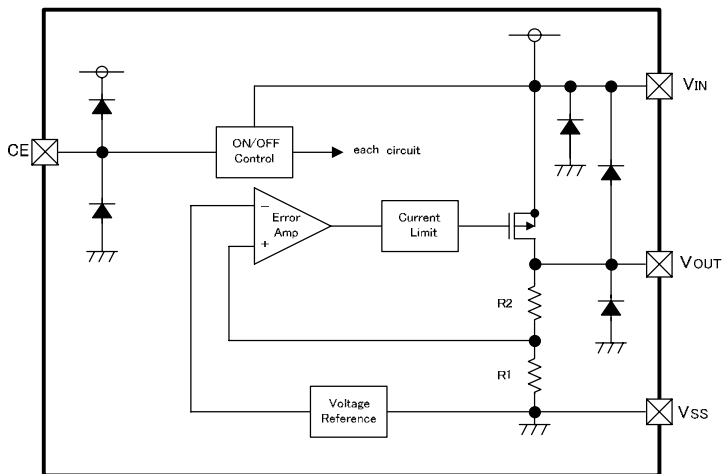 VIN
CE
ON/OFF
Control
each circuit
−
Error
Amp
+
Current
Limit
VOUT
R2
R1
Voltage
Reference
VSS